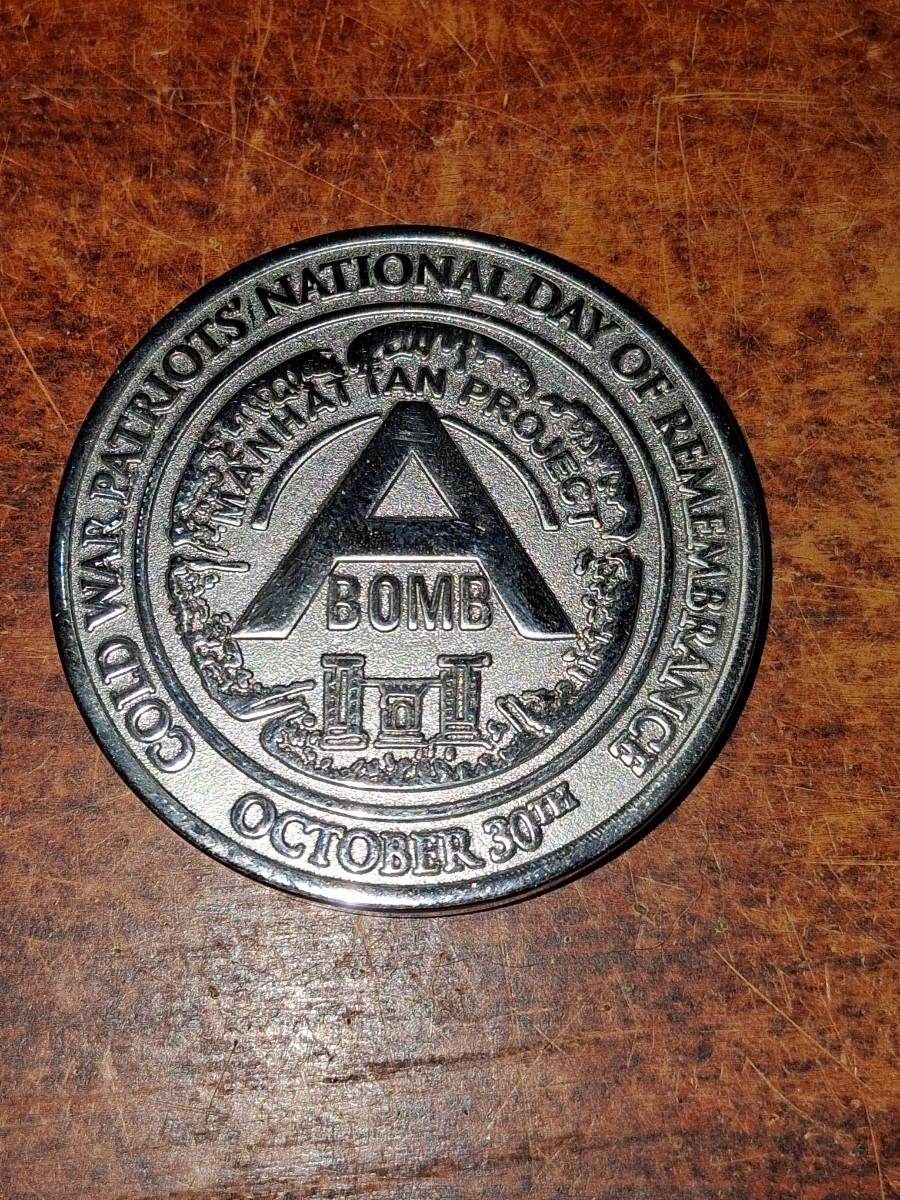 COLD WAR PATRIOTS' NATIONAL DAY OF REMEMBRANCE
MANHATTAN PROJECT
A
BOMB
OCTOBER 30TH